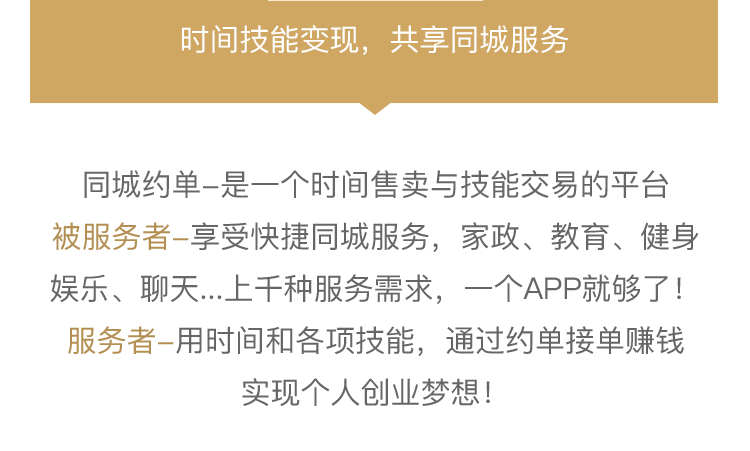 时间技能变现，共享同城服务
同城约单-是一个时间售卖与技能交易的平台
被服务者-享受快捷同城服务，家政、教育、健身
娱乐、聊天...上千种服务需求，一个APP就够了！
服务者-用时间和各项技能，通过约单接单赚钱
实现个人创业梦想！